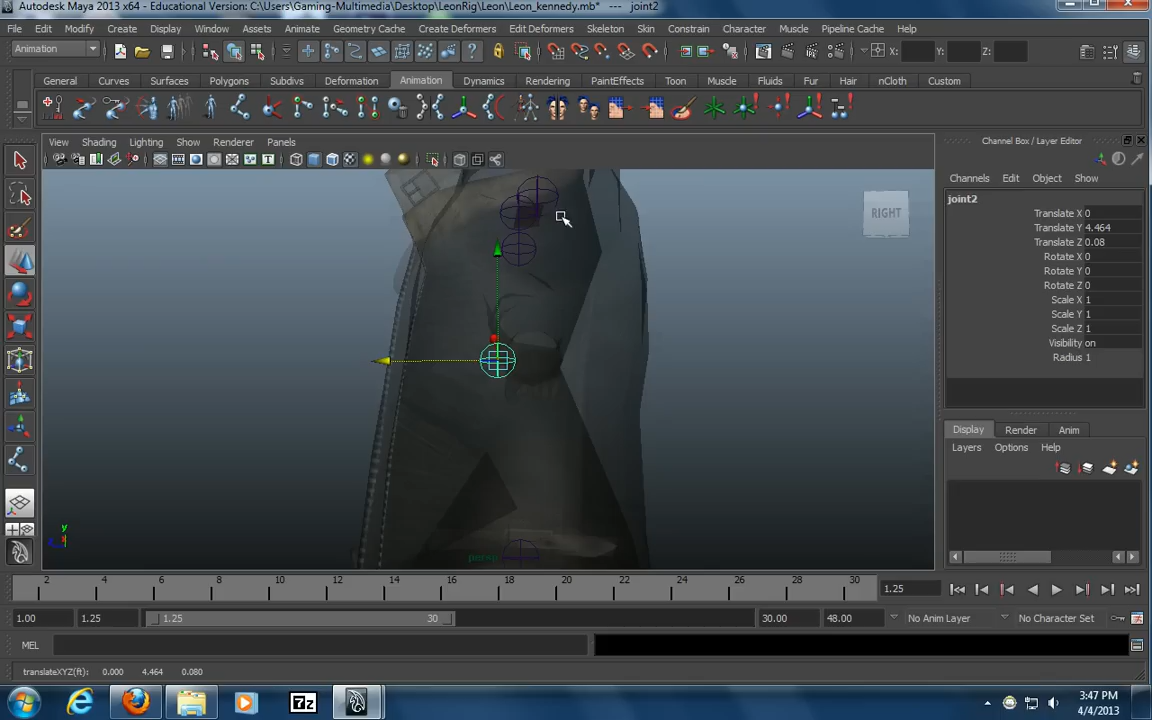 Autodesk Maya 2013 x64 - Educational Version: C:\Users\Gaming-Multimedia\Desktop\LeonRig\Leon\Leon_kennedy.mb* --- joint2
File Edit Modify Create Display Window Assets Animate Geometry Cache Create Deformers Edit Deformers Skeleton Skin Constrain Character Muscle Pipeline Cache Help
Animation X: Y: Z:
General Curves Surfaces Polygons Subdivs Deformation Animation Dynamics Rendering PaintEffects Toon Muscle Fluids Fur Hair nCloth Custom
View Shading Lighting Show Renderer Panels
Channel Box / Layer Editor
Channels Edit Object Show
joint2
Translate X 0
Translate Y 4.464
Translate Z 0.08
Rotate X 0
Rotate Y 0
Rotate Z 0
Scale X 1
Scale Y 1
Scale Z 1
Visibility on
Radius 1
RIGHT
Display Render Anim
Layers Options Help
y
z
persp
2 4 6 8 10 12 14 16 18 20 22 24 26 28 30 1.25
1.00 1.25 1.25 30 30.00 48.00 No Anim Layer No Character Set
MEL
translateXYZ(ft): 0.000 4.464 0.080
7z
3:47 PM
4/4/2013